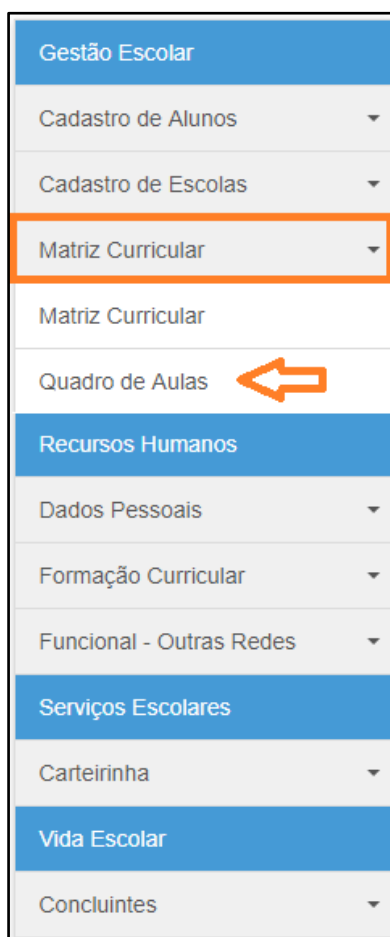 Gestão Escolar
Cadastro de Alunos
Cadastro de Escolas
Matriz Curricular
Matriz Curricular
Quadro de Aulas
Recursos Humanos
Dados Pessoais
Formação Curricular
Funcional - Outras Redes
Serviços Escolares
Carteirinha
Vida Escolar
Concluintes